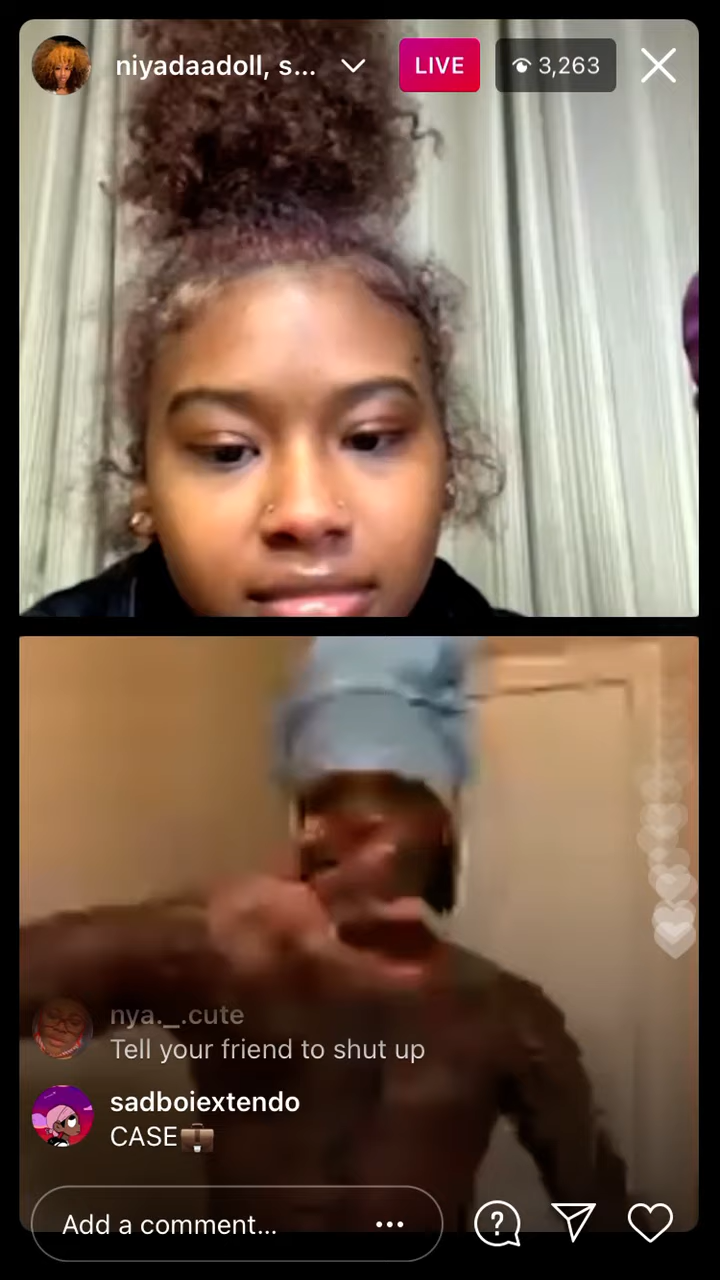 niyadaadoll, s...
LIVE
3,263
nya._.cute
Tell your friend to shut up
sadboiextendo
CASE💼
Add a comment...